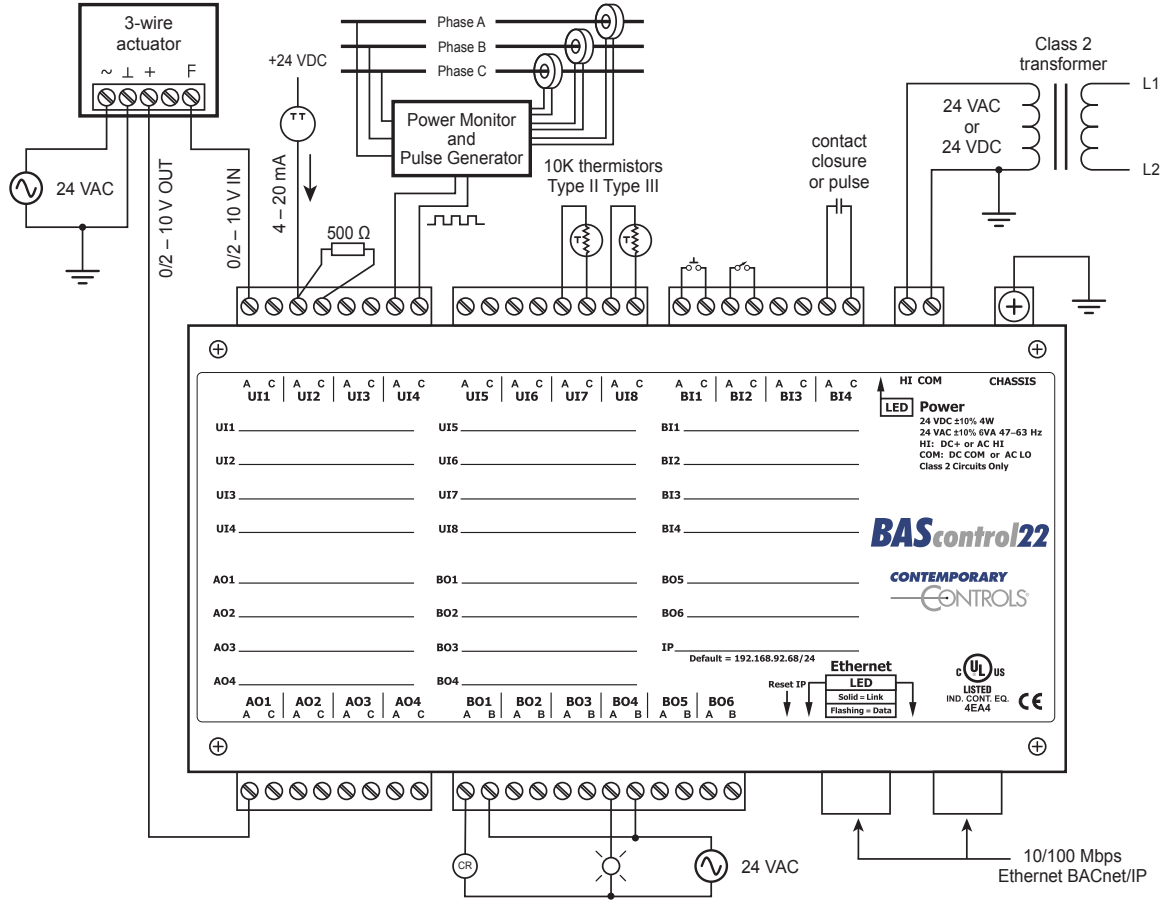 3-wire
actuator
~ ⊥ + F
24 VAC
0/2 – 10 V OUT
0/2 – 10 V IN
+24 VDC
TT
4 – 20 mA
500 Ω
Phase A
Phase B
Phase C
Power Monitor
and
Pulse Generator
10K thermistors
Type II Type III
T T
contact
closure
or pulse
Class 2
transformer
24 VAC
or
24 VDC
L1
L2
A C A C A C A C
UI1 UI2 UI3 UI4
A C A C A C A C
UI5 UI6 UI7 UI8
A C A C A C A C
BI1 BI2 BI3 BI4
HI COM
CHASSIS
LED Power
24 VDC ±10% 4W
24 VAC ±10% 6VA 47–63 Hz
HI: DC+ or AC HI
COM: DC COM or AC LO
Class 2 Circuits Only
UI1 UI5 BI1
UI2 UI6 BI2
UI3 UI7 BI3
UI4 UI8 BI4
BAScontrol22
CONTEMPORARY
CONTROLS®
AO1 BO1 BO5
AO2 BO2 BO6
AO3 BO3 IP
Default = 192.168.92.68/24
AO4 BO4
Reset IP
Ethernet
LED
Solid = Link
Flashing = Data
C UL US
LISTED
IND. CONT. EQ.
4EA4
CE
AO1 AO2 AO3 AO4
A C A C A C A C
BO1 BO2 BO3 BO4 BO5 BO6
A B A B A B A B A B A B
CR
24 VAC
10/100 Mbps
Ethernet BACnet/IP